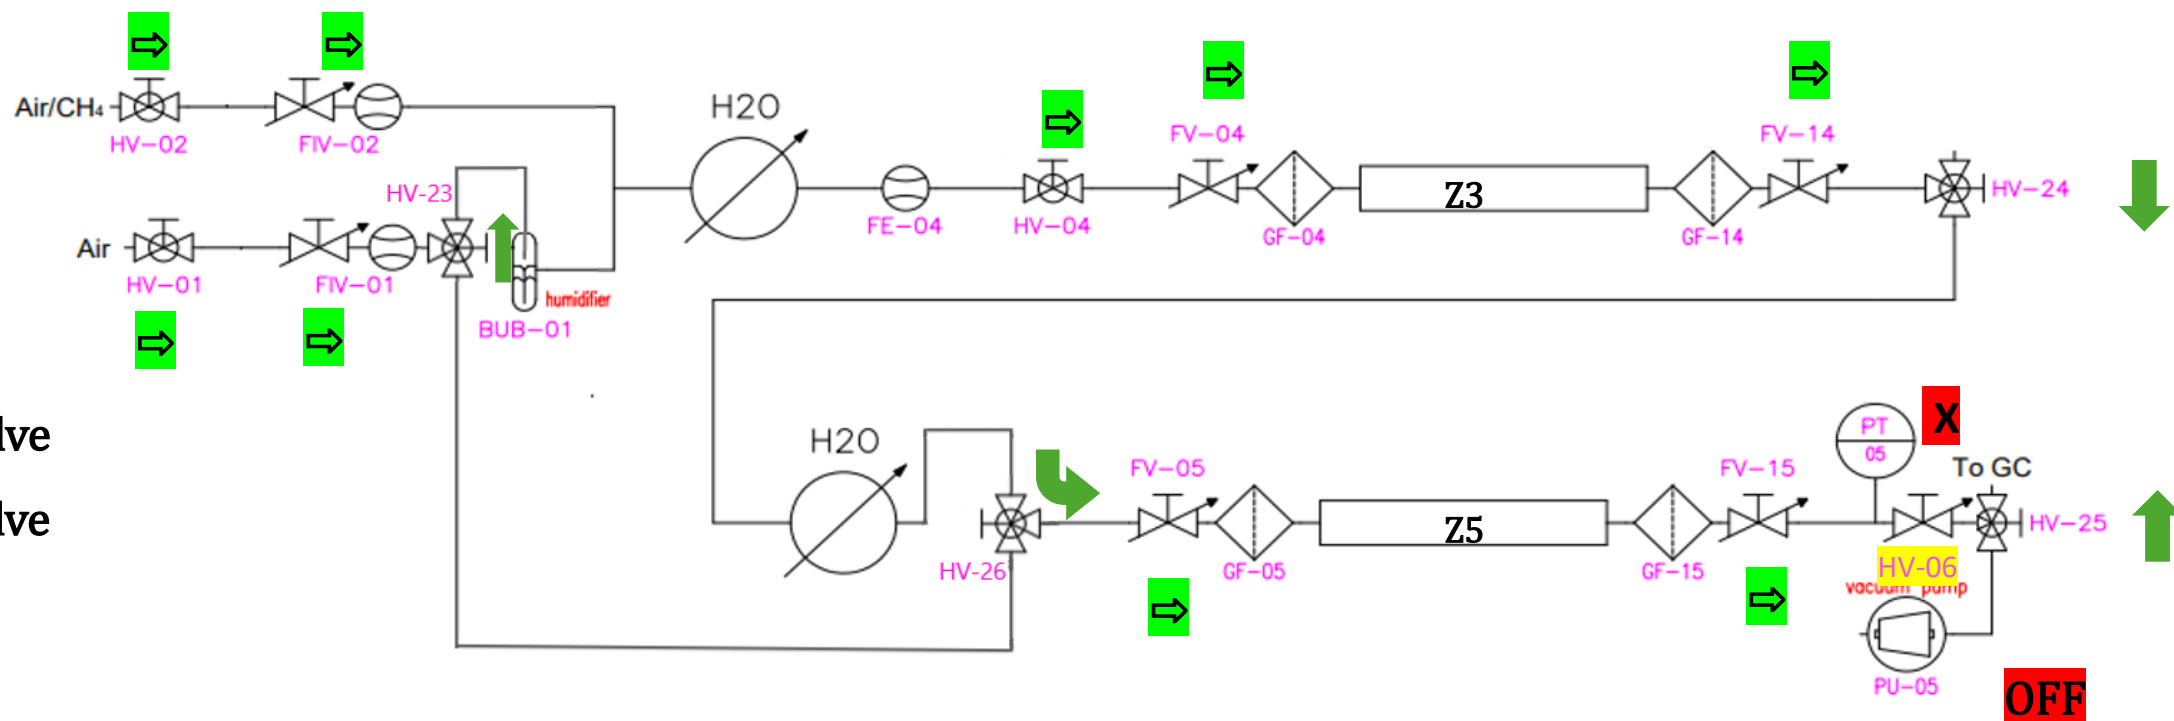 Air/CH4
HV-02
FIV-02
H2O
FE-04
HV-04
FV-04
GF-04
Z3
GF-14
FV-14
HV-24
HV-23
Air
HV-01
FIV-01
humidifier
BUB-01
lve
lve
H2O
HV-26
FV-05
GF-05
Z5
GF-15
FV-15
PT
05
X
To GC
HV-25
HV-06
vacuum pump
PU-05
OFF